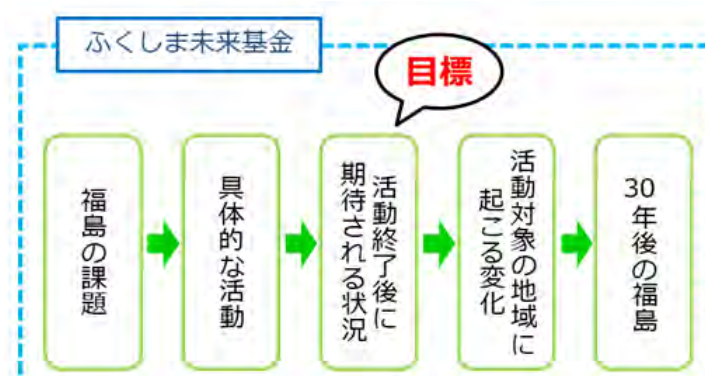 ふくしま未来基金
目標
福島の課題
具体的な活動
活動終了後に
期待される状況
活動対象の地域に
起こる変化
30年後の福島